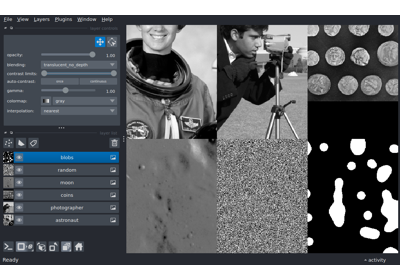 File View Layers Plugins Window Help
opacity: 1.00
blending: translucent_no_depth
contrast limits:
auto-contrast: once continuous
gamma: 1.00
colormap: gray
interpolation: nearest
blobs
random
moon
coins
photographer
astronaut
Ready activity